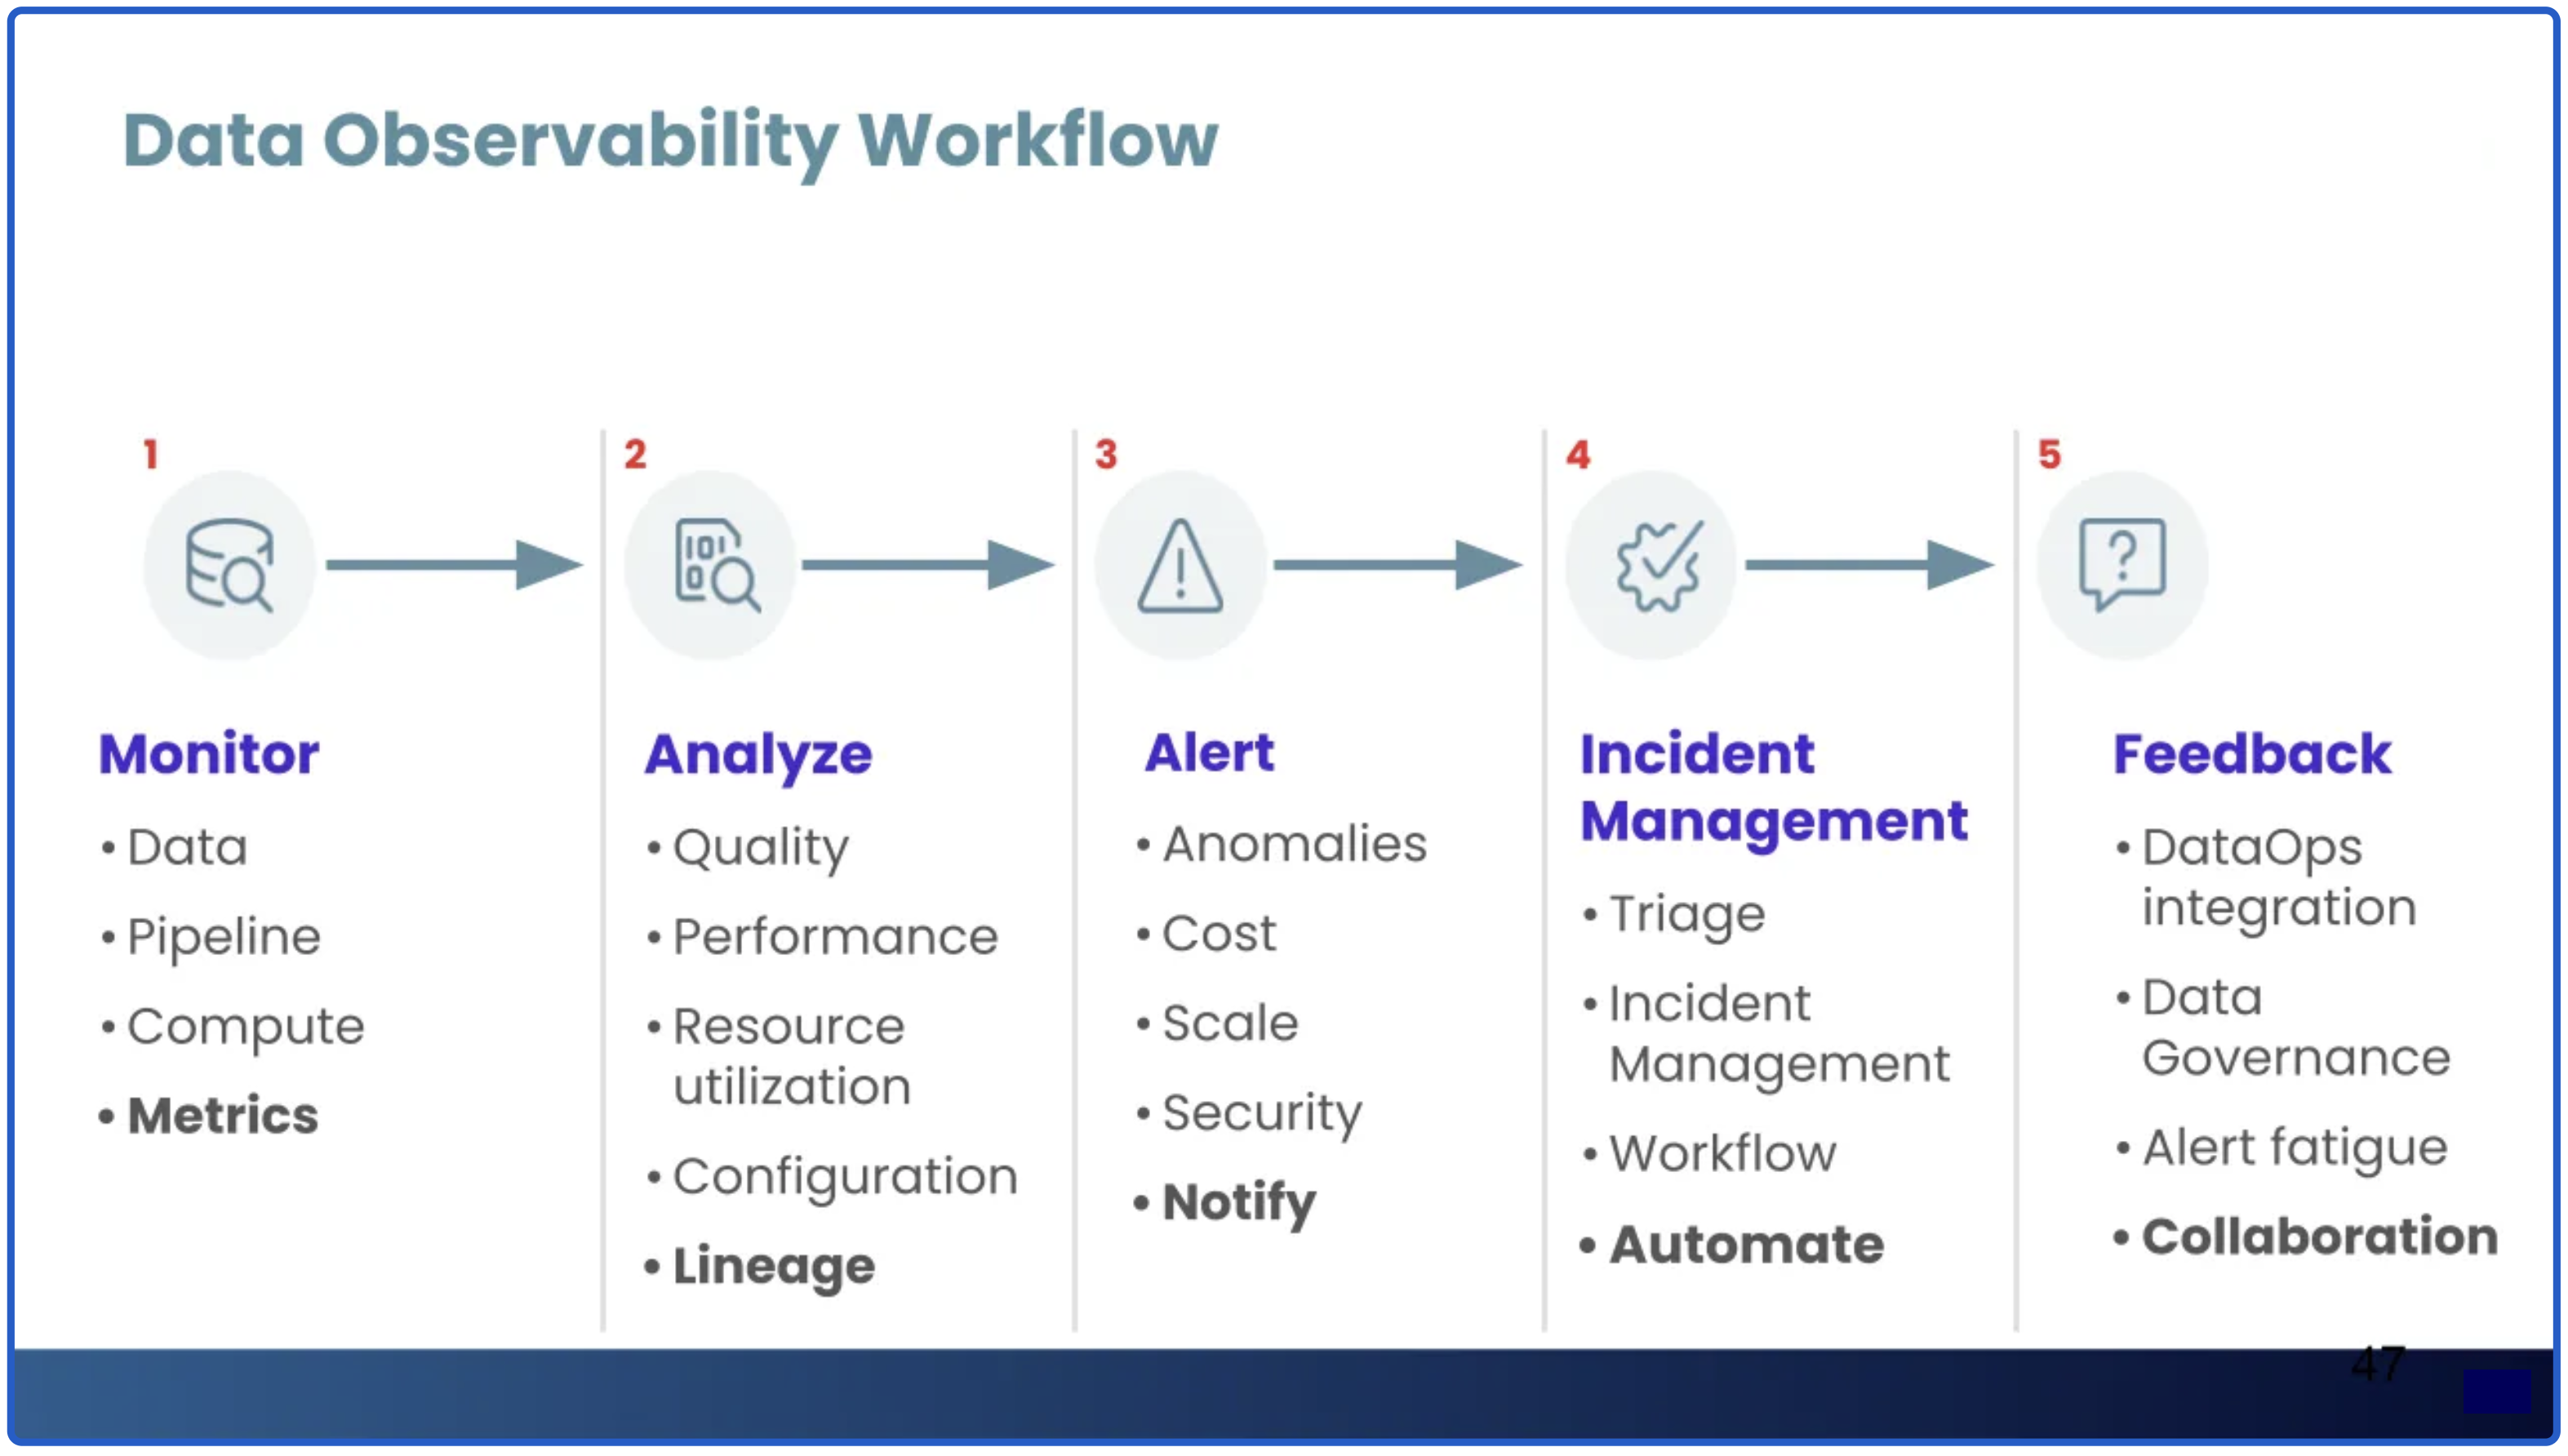 Data Observability Workflow
1
Monitor
• Data
• Pipeline
• Compute
• Metrics
2
Analyze
• Quality
• Performance
• Resource
utilization
• Configuration
• Lineage
3
Alert
• Anomalies
• Cost
• Scale
• Security
• Notify
4
Incident
Management
• Triage
• Incident
Management
• Workflow
• Automate
5
Feedback
• DataOps
integration
• Data
Governance
• Alert fatigue
• Collaboration
47